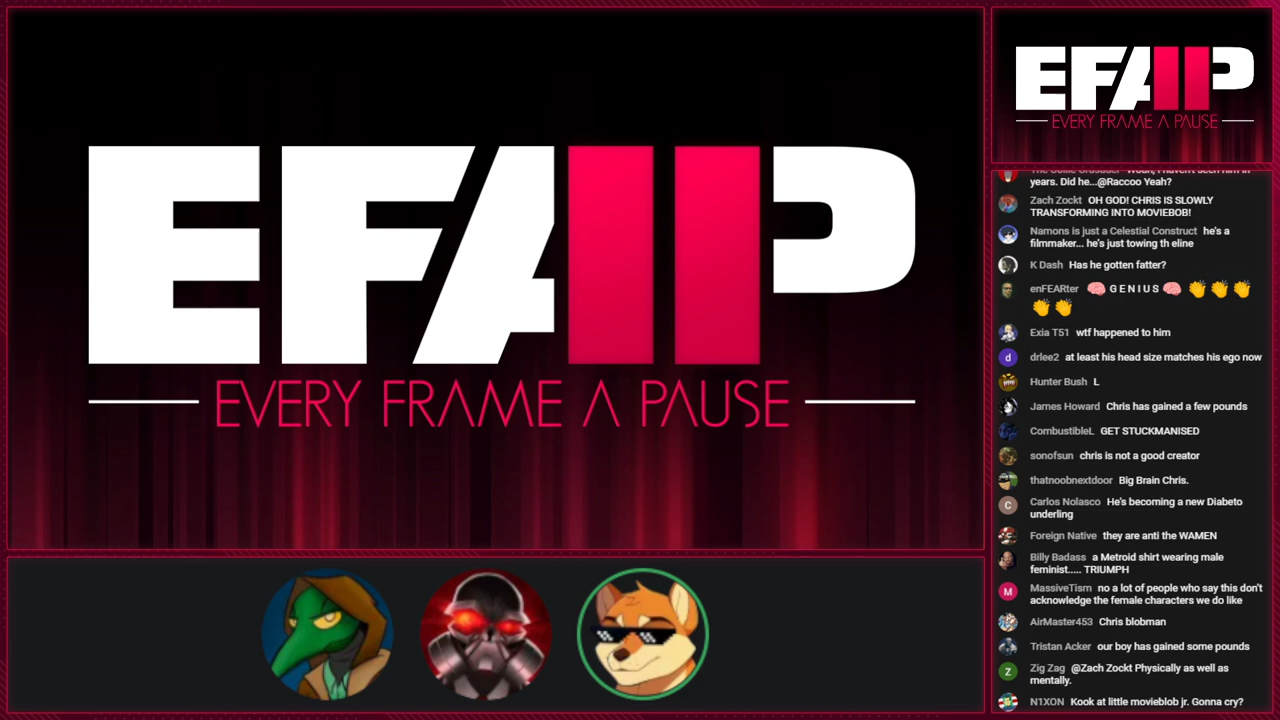 EFAP
EVERY FRAME A PAUSE
EFAP
EVERY FRAME A PAUSE
years. Did he...@Raccoo Yeah?
Zach Zockt OH GOD! CHRIS IS SLOWLY
TRANSFORMING INTO MOVIEBOB!
Namons is just a Celestial Construct he's a
filmmaker... he's just towing th eline
K Dash Has he gotten fatter?
enFEARter 🧠 G E N I U S 🧠 👏 👏 👏
👏 👏
Exia T51 wtf happened to him
d drlee2 at least his head size matches his ego now
Hunter Bush L
James Howard Chris has gained a few pounds
CombustibleL GET STUCKMANISED
sonofsun chris is not a good creator
thatnoobnextdoor Big Brain Chris.
C Carlos Nolasco He's becoming a new Diabeto
underling
Foreign Native they are anti the WAMEN
Billy Badass a Metroid shirt wearing male
feminist..... TRIUMPH
M MassiveTism no a lot of people who say this don't
acknowledge the female characters we do like
AirMaster453 Chris blobman
Tristan Acker our boy has gained some pounds
Z Zig Zag @Zach Zockt Physically as well as
mentally.
N1XON Kook at little movieblob jr. Gonna cry?